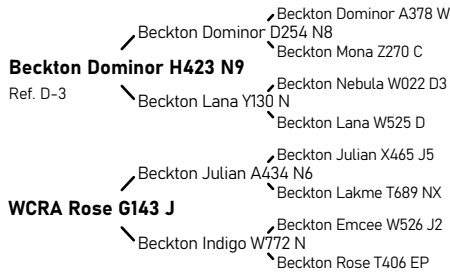 Beckton Dominor A378 W
Beckton Dominor D254 N8
Beckton Mona Z270 C
Beckton Dominor H423 N9
Ref. D-3
Beckton Nebula W022 D3
Beckton Lana Y130 N
Beckton Lana W525 D
Beckton Julian X465 J5
Beckton Julian A434 N6
Beckton Lakme T689 NX
WCRA Rose G143 J
Beckton Emcee W526 J2
Beckton Indigo W772 N
Beckton Rose T406 EP